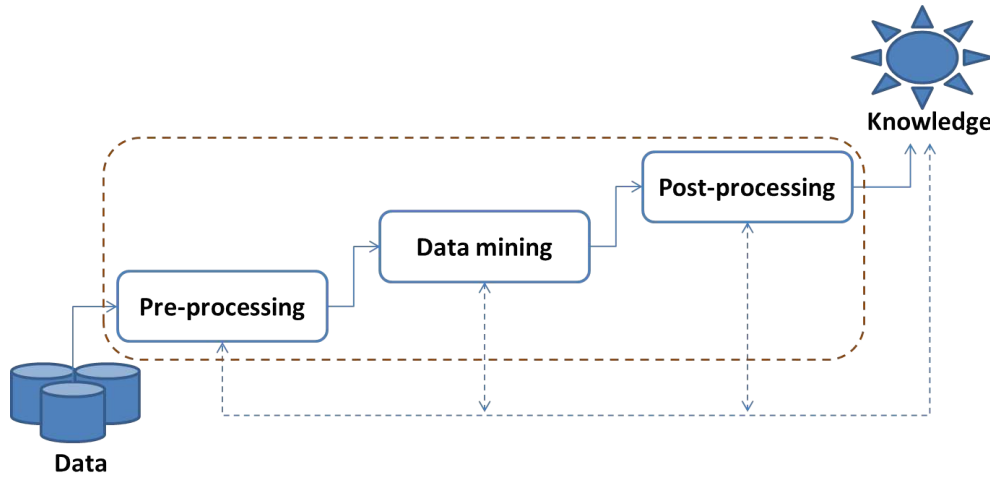 Knowledge
Post-processing
Data mining
Pre-processing
Data